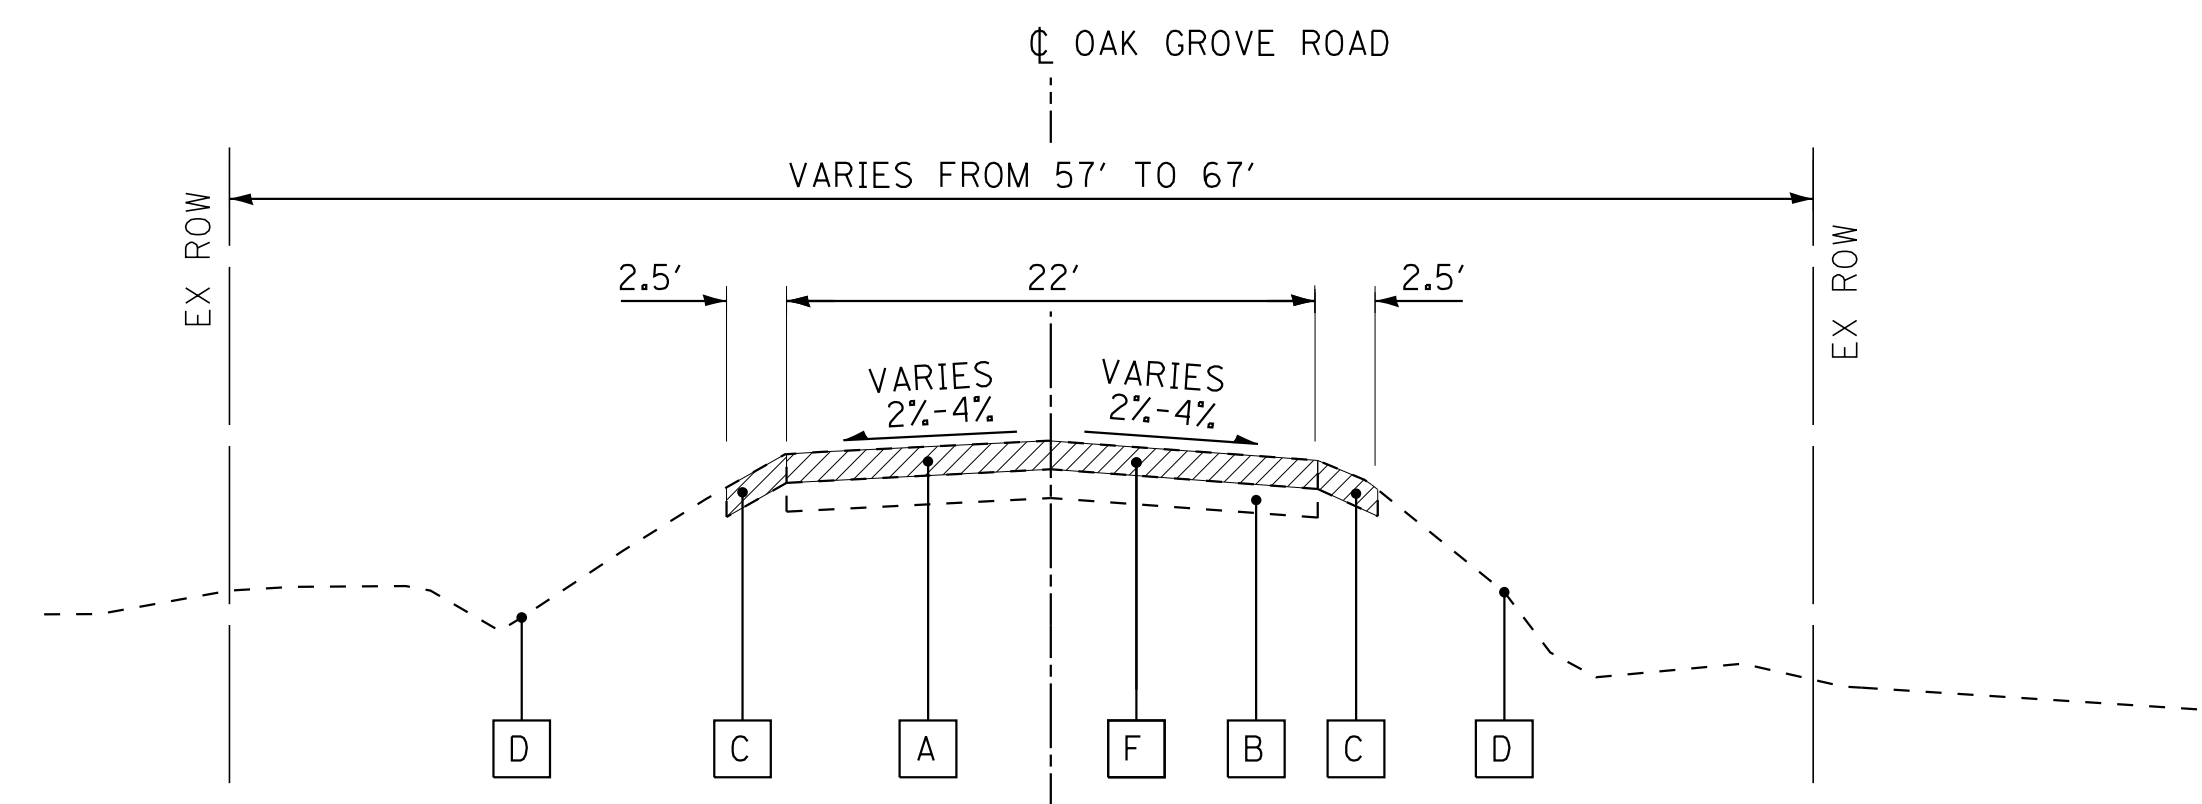 ℄ OAK GROVE ROAD
VARIES FROM 57' TO 67'
EX ROW
EX ROW
2.5'
22'
2.5'
VARIES
2%-4%
VARIES
2%-4%
D
C
A
F
B
C
D